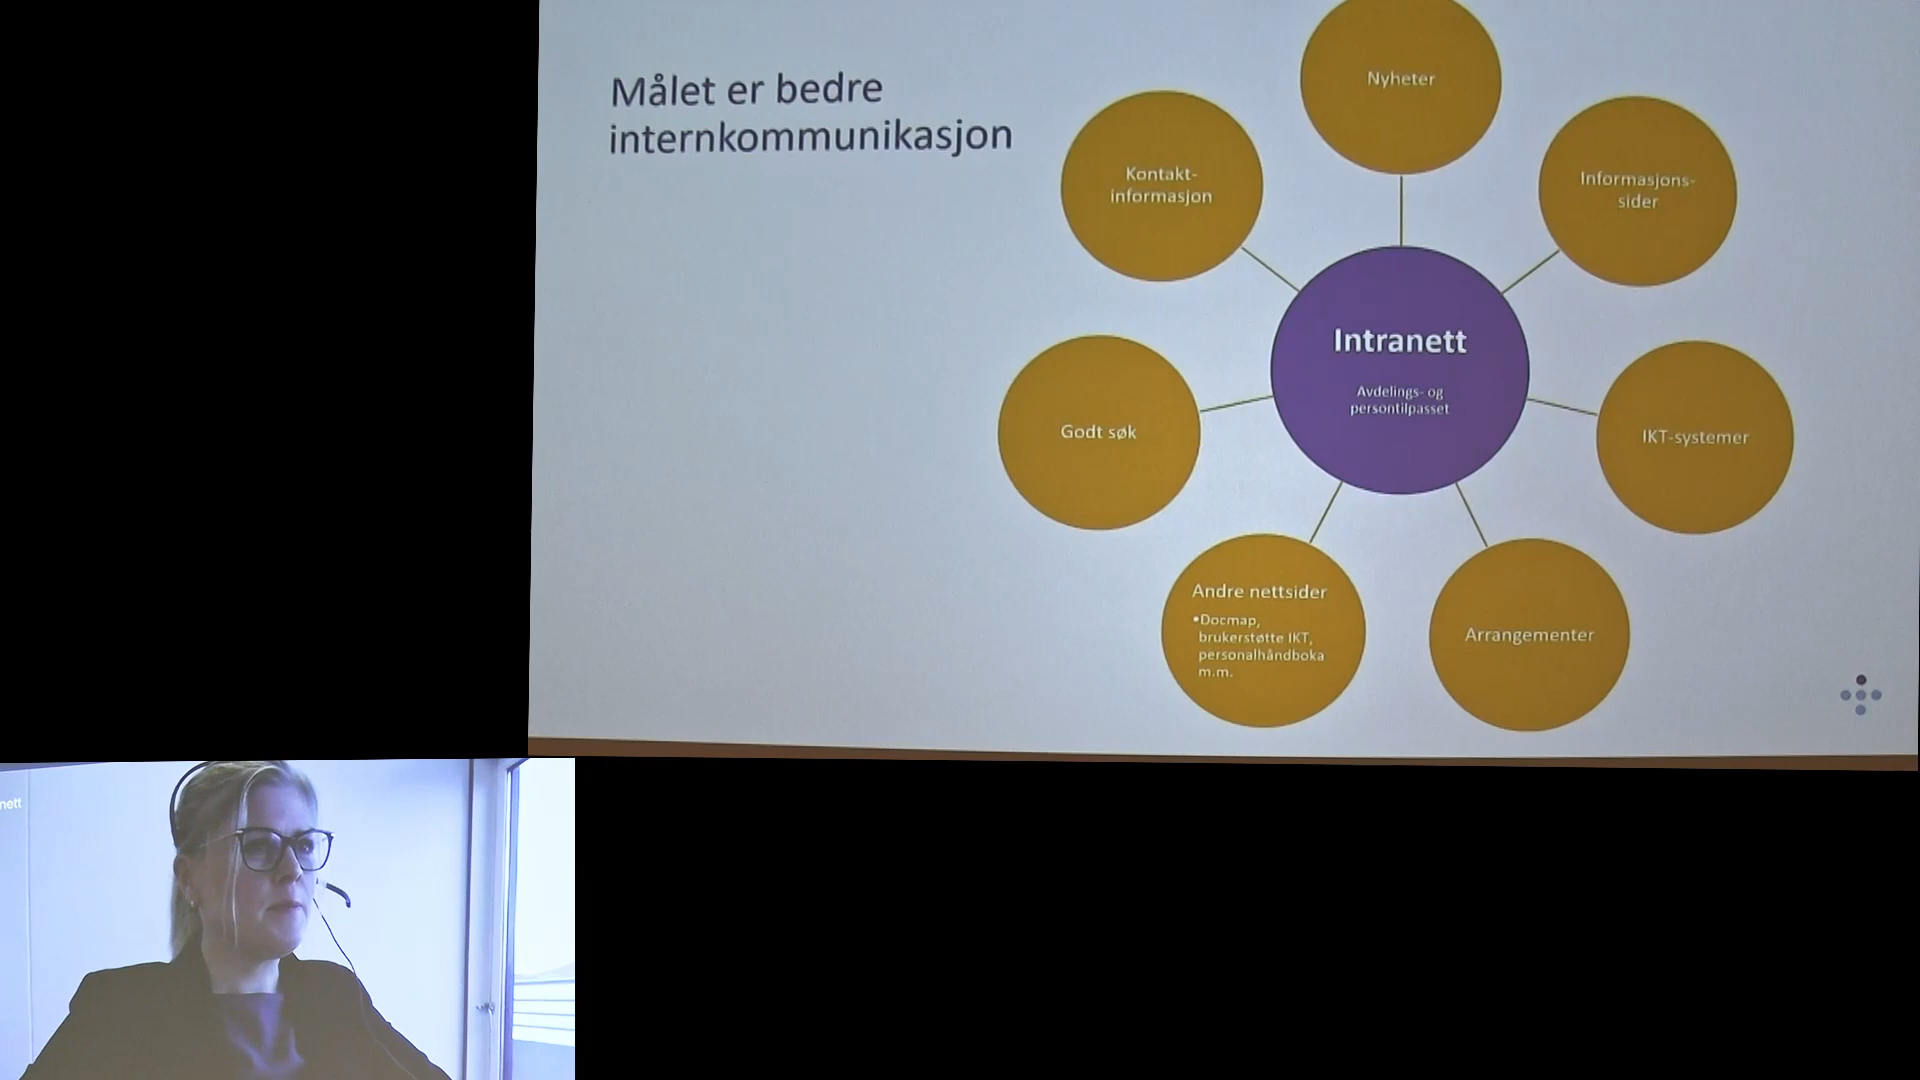 Målet er bedre
internkommunikasjon
Nyheter
Kontakt-
informasjon
Informasjons-
sider
Intranett
Avdelings- og
persontilpasset
Godt søk
IKT-systemer
Andre nettsider
•Docmap,
brukerstøtte IKT,
personalhåndboka
m.m.
Arrangementer
nett